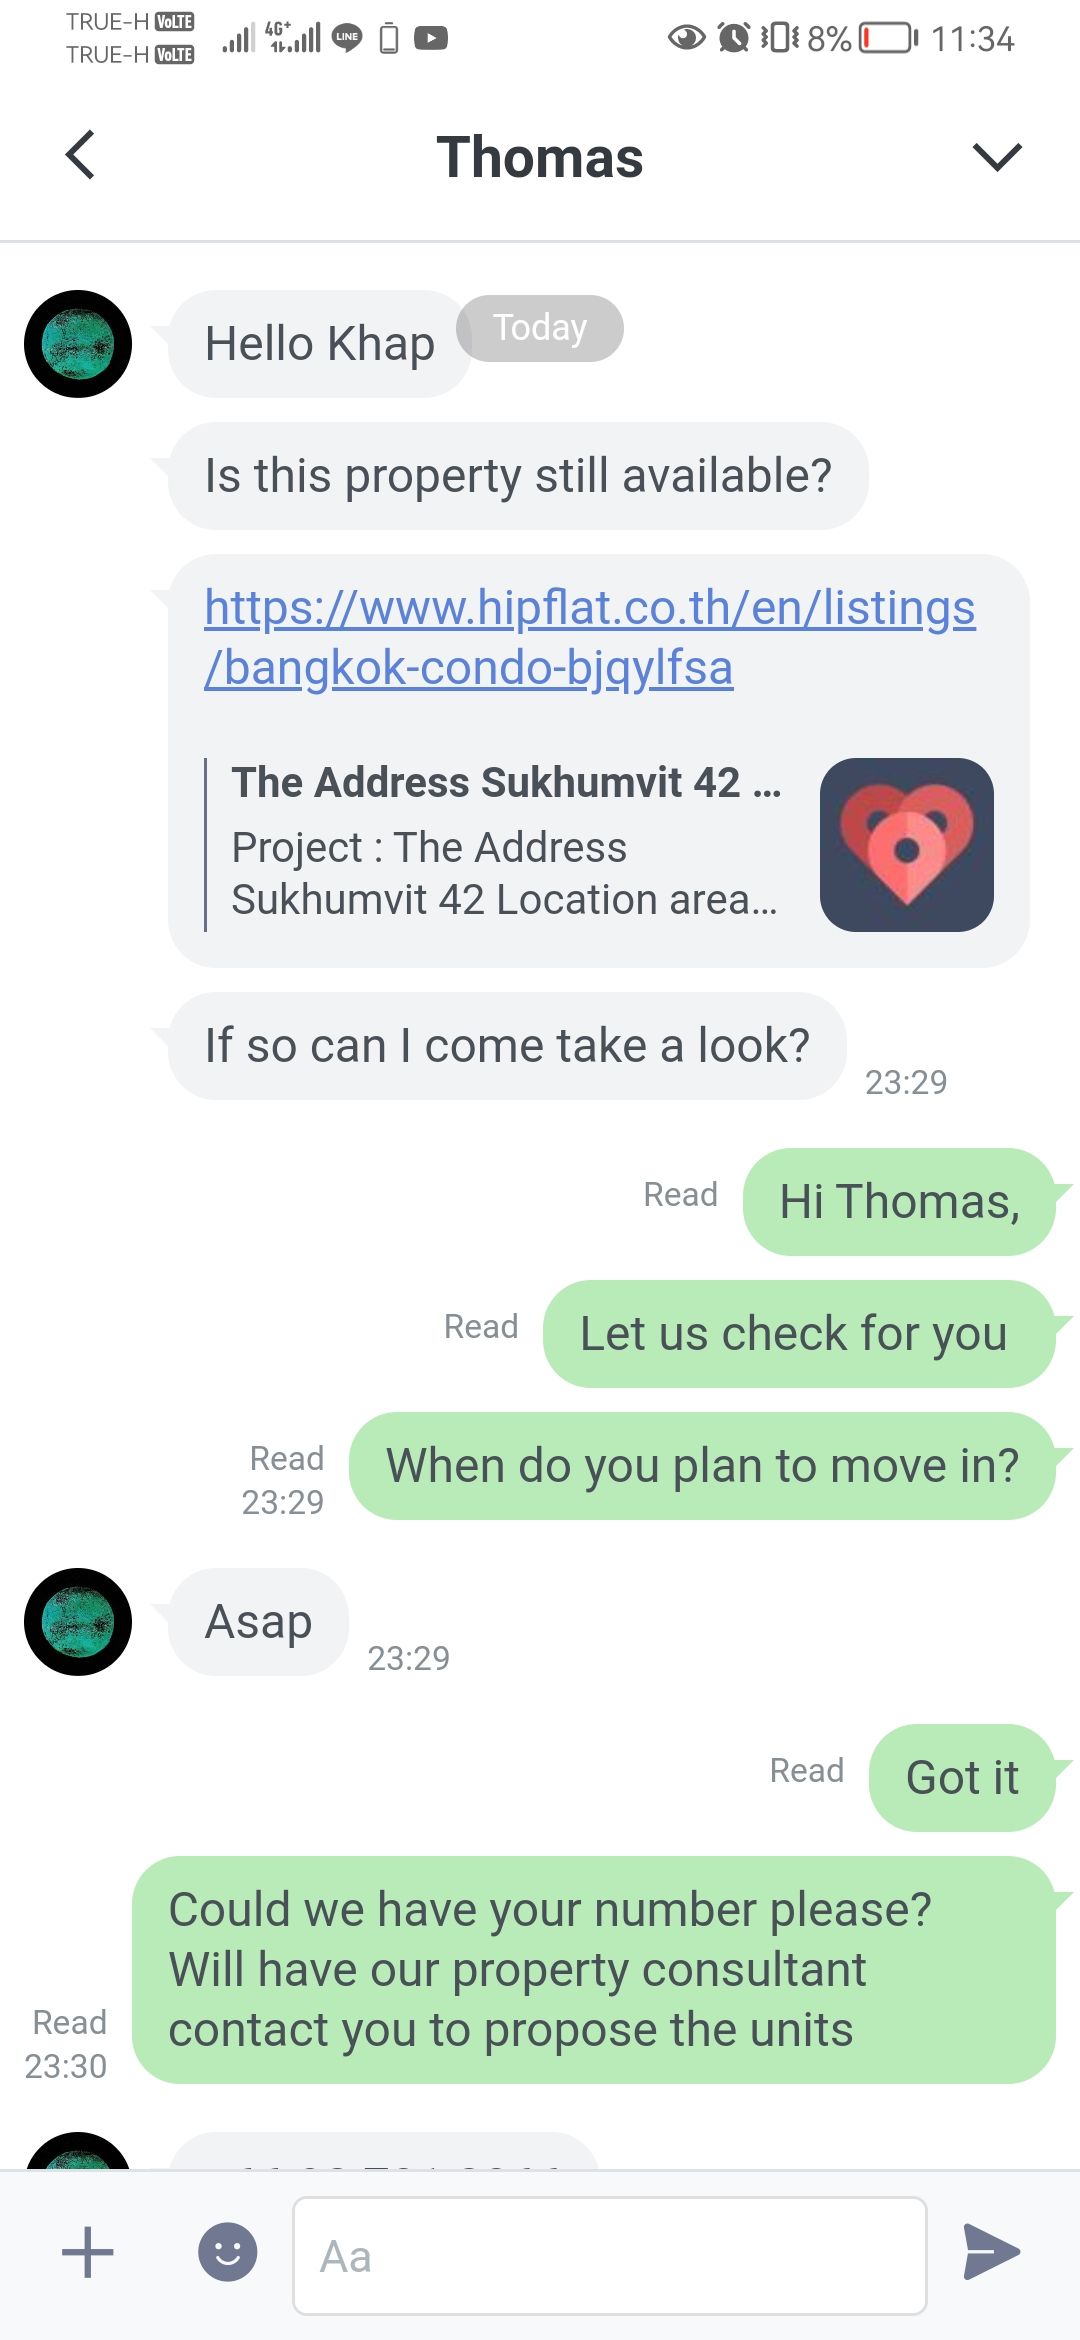 TRUE-H VoLTE
TRUE-H VoLTE
4G+
LINE
8%
11:34
Thomas
Today
Hello Khap
Is this property still available?
https://www.hipflat.co.th/en/listings
/bangkok-condo-bjqylfsa
The Address Sukhumvit 42 ...
Project : The Address
Sukhumvit 42 Location area...
If so can I come take a look?
23:29
Read
Hi Thomas,
Read
Let us check for you
Read
23:29
When do you plan to move in?
Asap
23:29
Read
Got it
Could we have your number please?
Will have our property consultant
contact you to propose the units
Read
23:30
Aa